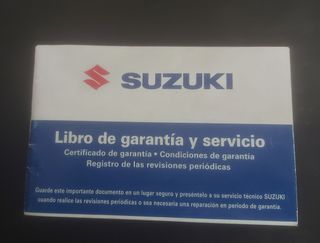 SUZUKI
Libro de garantía y servicio
Certificado de garantía • Condiciones de garantía
Registro de las revisiones periódicas
Guarde este importante documento en un lugar seguro y preséntelo a su servicio técnico SUZUKI
cuando realice las revisiones periódicas o sea necesaria una reparación en período de garantía.